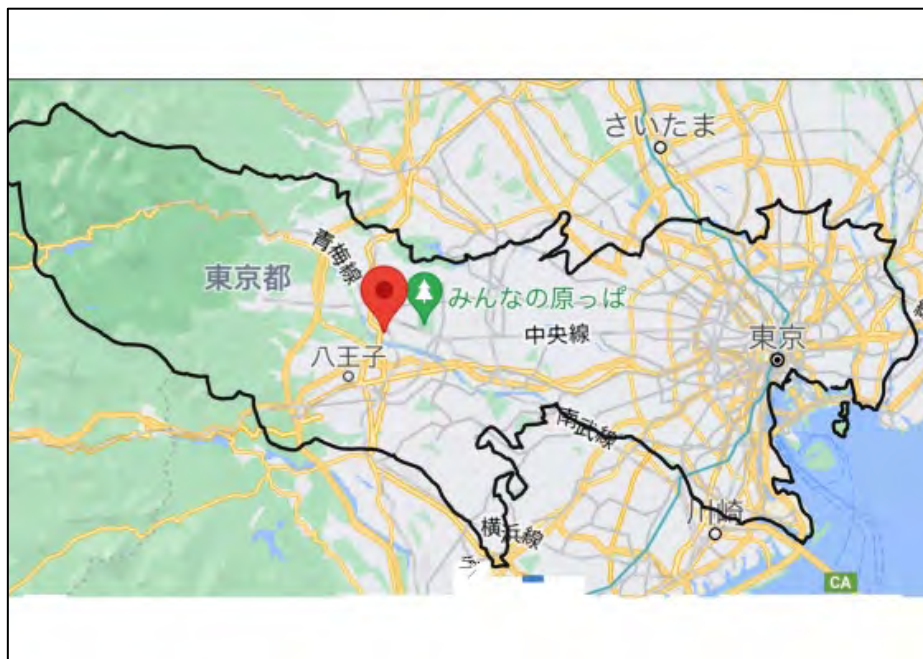 さいたま
青梅線
東京都
みんなの原っぱ
中央線
東京
八王子
南武線
川崎
横浜線
CA